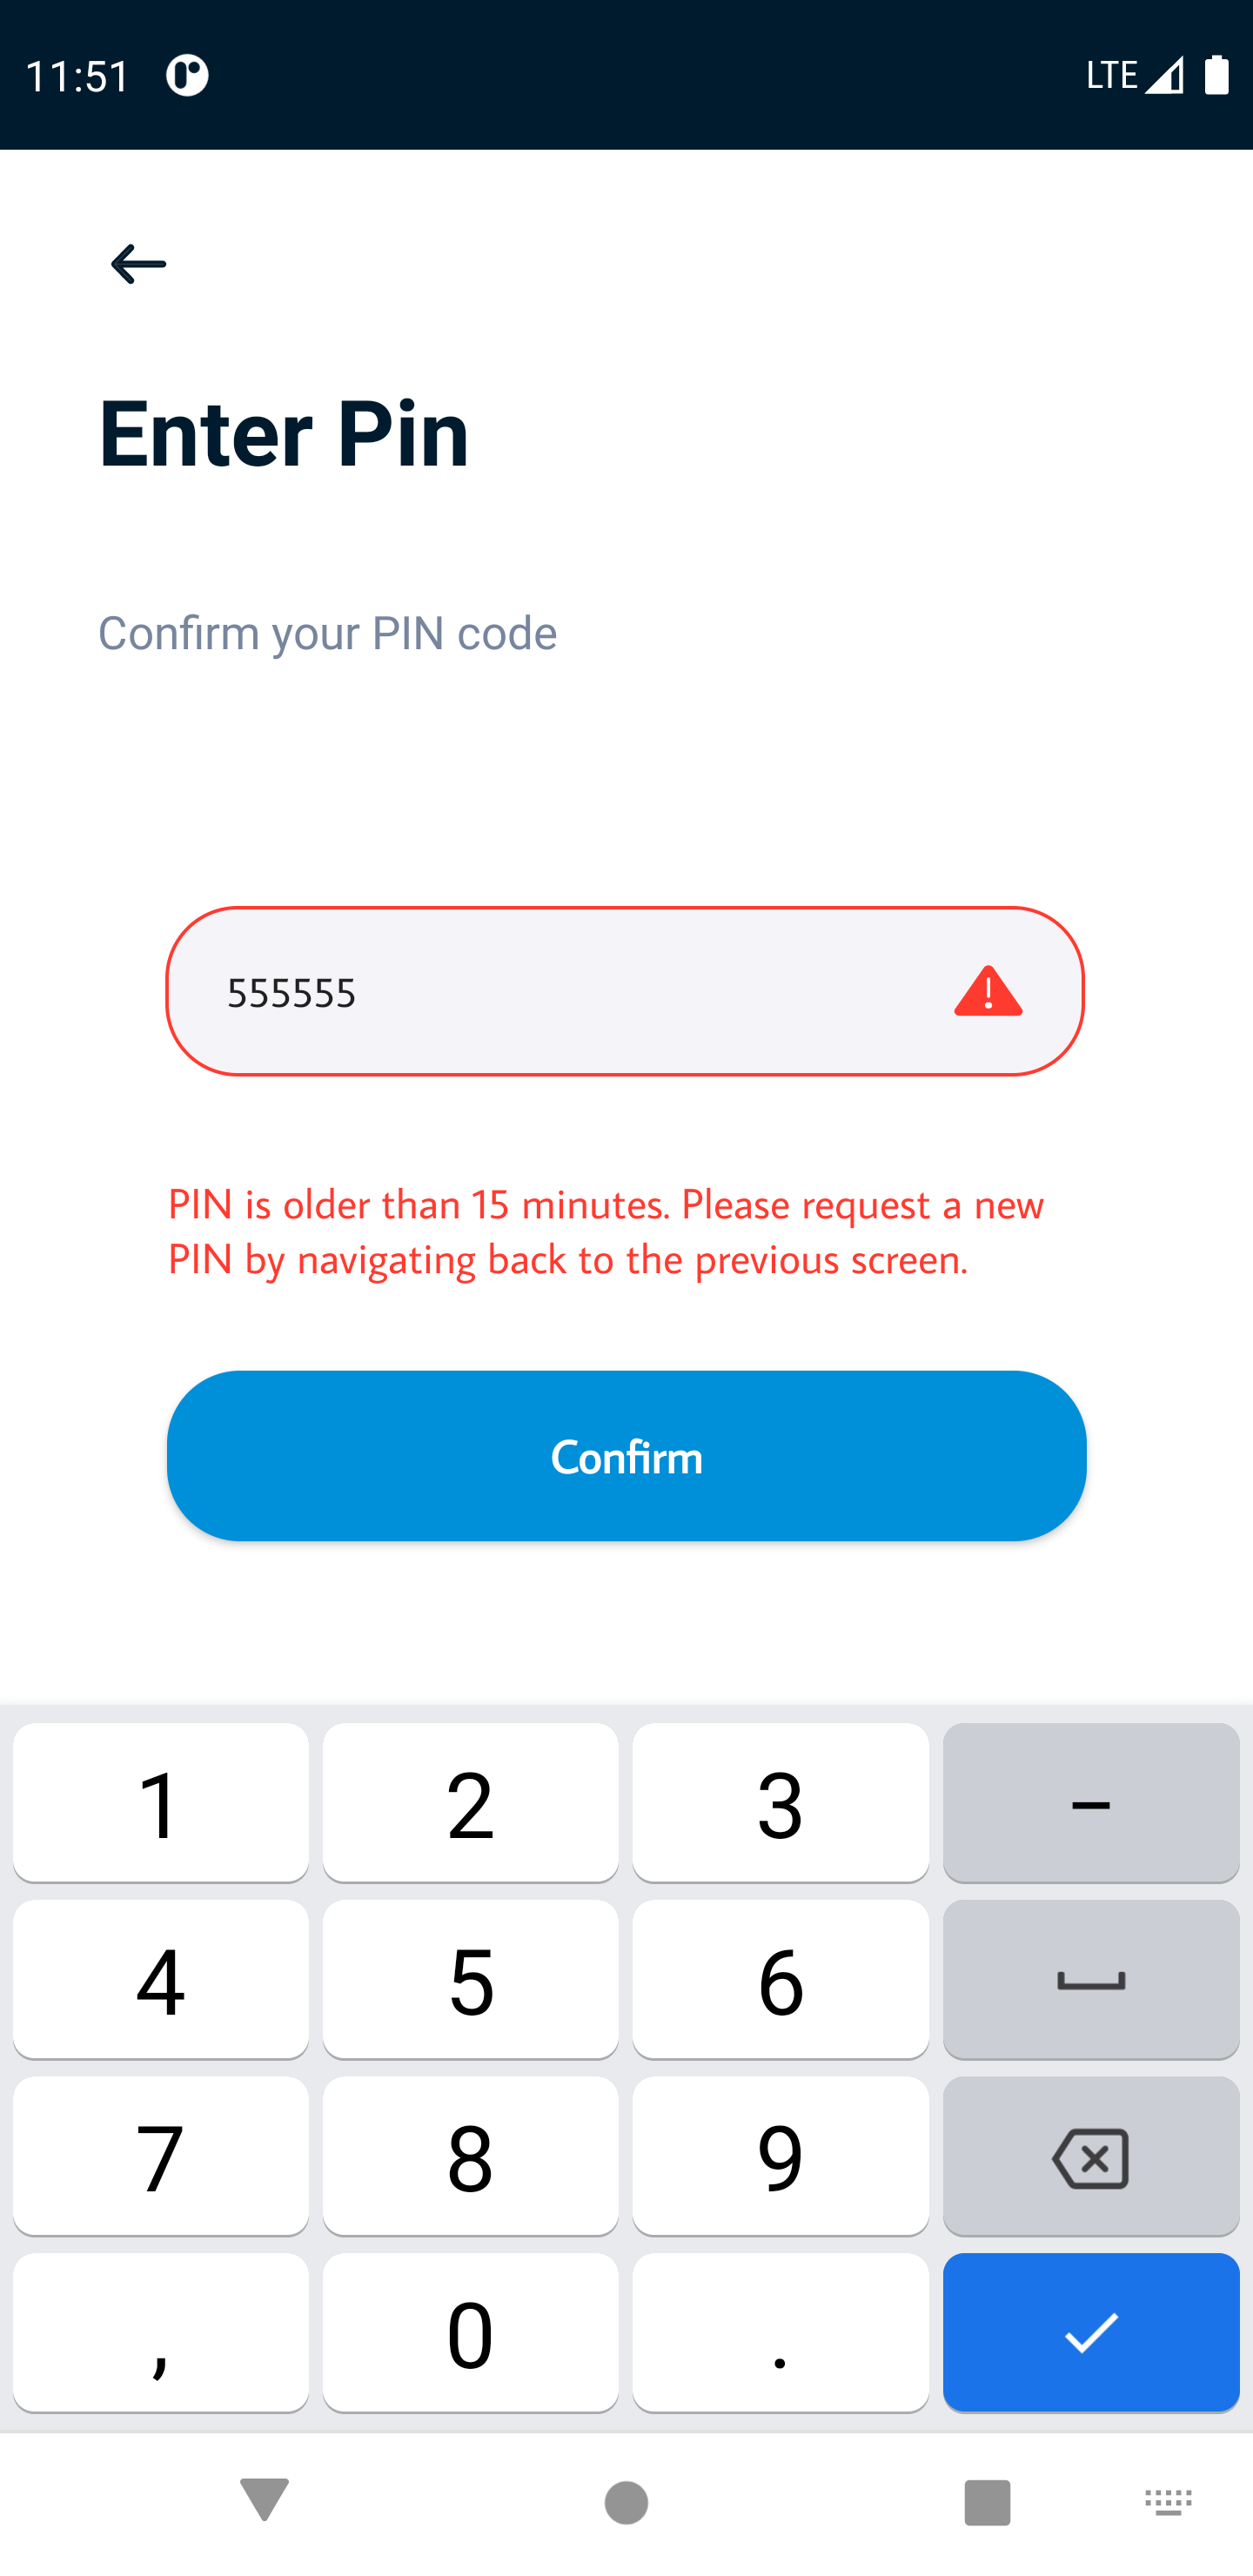 11:51
LTE
Enter Pin
Confirm your PIN code
555555
PIN is older than 15 minutes. Please request a new
PIN by navigating back to the previous screen.
Confirm
1 2 3 –
4 5 6
7 8 9
, 0 .